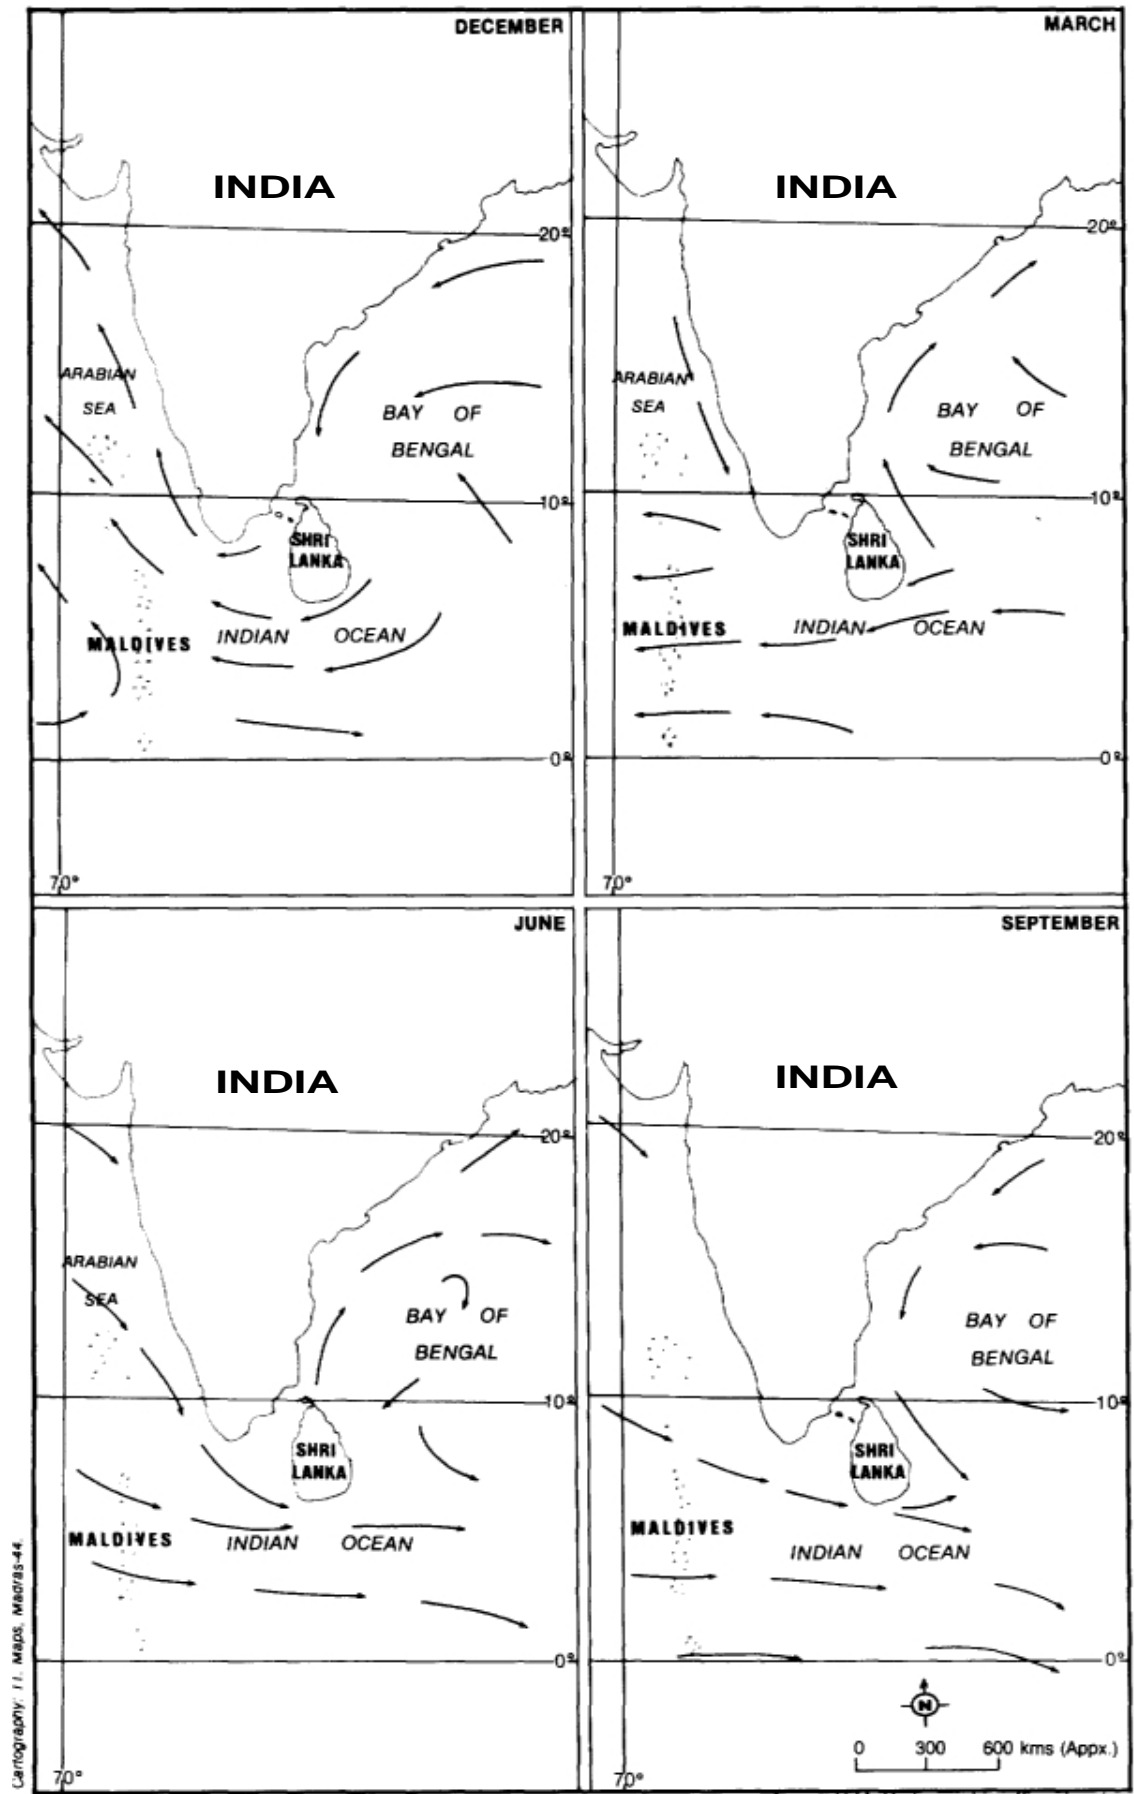 DECEMBER
INDIA
20°
ARABIAN
SEA
BAY OF
BENGAL
10°
SHRI
LANKA
MALDIVES
INDIAN OCEAN
0°
70°
MARCH
INDIA
20°
ARABIAN
SEA
BAY OF
BENGAL
10°
SHRI
LANKA
MALDIVES
INDIAN OCEAN
0°
70°
JUNE
INDIA
20°
ARABIAN
SEA
BAY OF
BENGAL
10°
SHRI
LANKA
MALDIVES
INDIAN OCEAN
0°
70°
SEPTEMBER
INDIA
20°
BAY OF
BENGAL
10°
SHRI
LANKA
MALDIVES
INDIAN OCEAN
0°
N
0 300 600 kms (Appx.)
70°
Cartography: Maps, Madras-44.